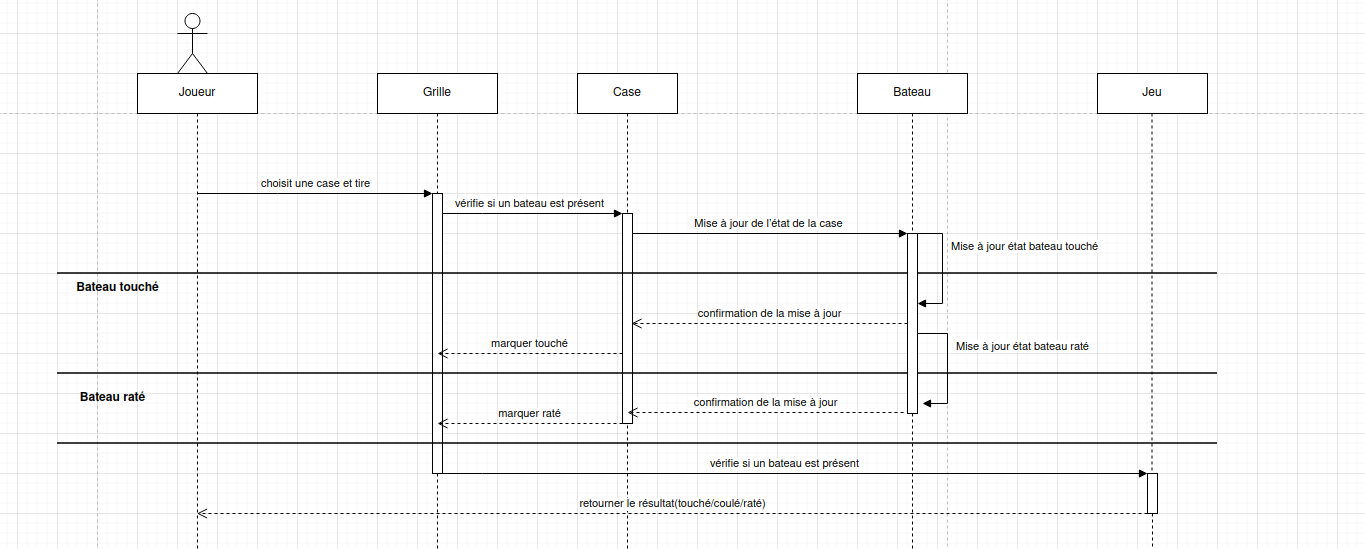 Joueur
Grille
Case
Bateau
Jeu
choisit une case et tire
vérifie si un bateau est présent
Mise à jour de l'état de la case
Mise à jour état bateau touché
Bateau touché
confirmation de la mise à jour
marquer touché
Mise à jour état bateau raté
Bateau raté
confirmation de la mise à jour
marquer raté
vérifie si un bateau est présent
retourner le résultat(touché/coulé/raté)